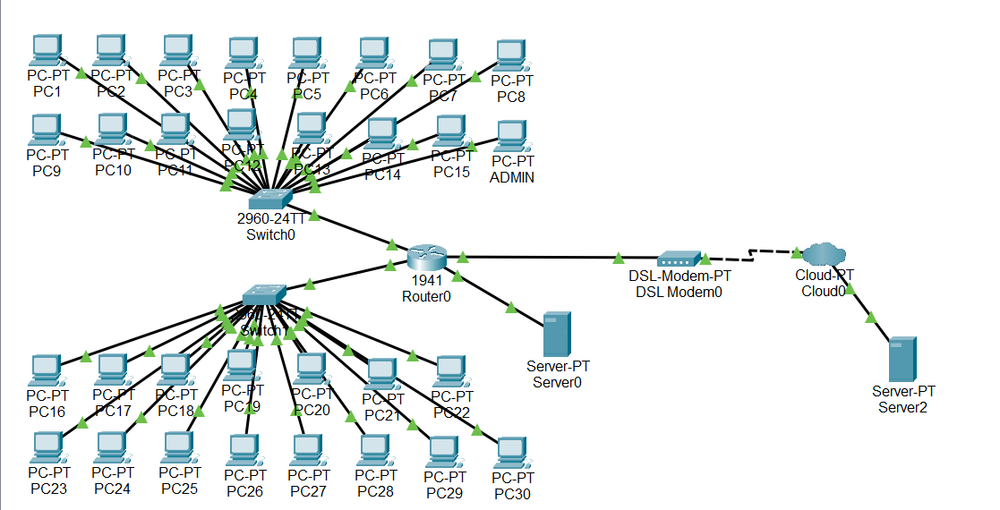 PC-PT
PC1
PC-PT
PC2
PC-PT
PC3
PC-PT
PC4
PC-PT
PC5
PC-PT
PC6
PC-PT
PC7
PC-PT
PC8
PC-PT
PC9
PC-PT
PC10
PC-PT
PC11
PC-PT
PC12
PC-PT
PC13
PC-PT
PC14
PC-PT
PC15
PC-PT
ADMIN
2960-24TT
Switch0
1941
Router0
DSL-Modem-PT
DSL Modem0
Cloud-PT
Cloud0
2960-24TT
Switch1
Server-PT
Server0
Server-PT
Server2
PC-PT
PC16
PC-PT
PC17
PC-PT
PC18
PC-PT
PC19
PC-PT
PC20
PC-PT
PC21
PC-PT
PC22
PC-PT
PC23
PC-PT
PC24
PC-PT
PC25
PC-PT
PC26
PC-PT
PC27
PC-PT
PC28
PC-PT
PC29
PC-PT
PC30